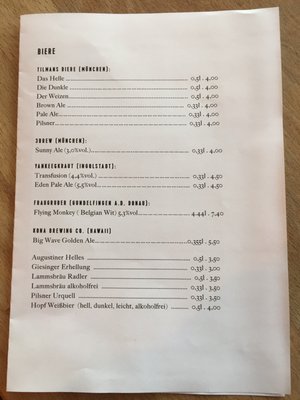 BIERE
TILMANS BIERE (MÜNCHEN):
Das Helle 0,5l . 4,00
Die Dunkle 0,5l . 4,00
Der Weizen 0,5l . 4,00
Brown Ale 0,33l . 4,00
Pale Ale 0,33l . 4,00
Pilsner 0,33l . 4,00
3BREW (MÜNCHEN):
Sunny Ale (3,0%vol.) 0,33l . 4,00
YANKEE&KRAUT (INGOLSTADT):
Transfusion (4,4%vol.) 0,33l . 4,50
Eden Pale Ale (5,5%vol.) 0,33l . 4,50
(GUNDELFINGEN A.D. DONAU):
Flying Monkey ( Belgian Wit) 5,3%vol 4,44l . 7,40
KONA BREWING CO. (HAWAII)
Big Wave Golden Ale 0,355l . 5,50
Augustiner Helles 0,5l . 3,50
Giesinger Erhellung 0,33l . 3,00
Lammsbräu Radler 0,33l . 3,50
Lammsbräu alkoholfrei 0,33l . 3,50
Pilsner Urquell 0,33l . 3,50
Hopf Weißbier (hell, dunkel, leicht, alkoholfrei) 0,5l . 4,00